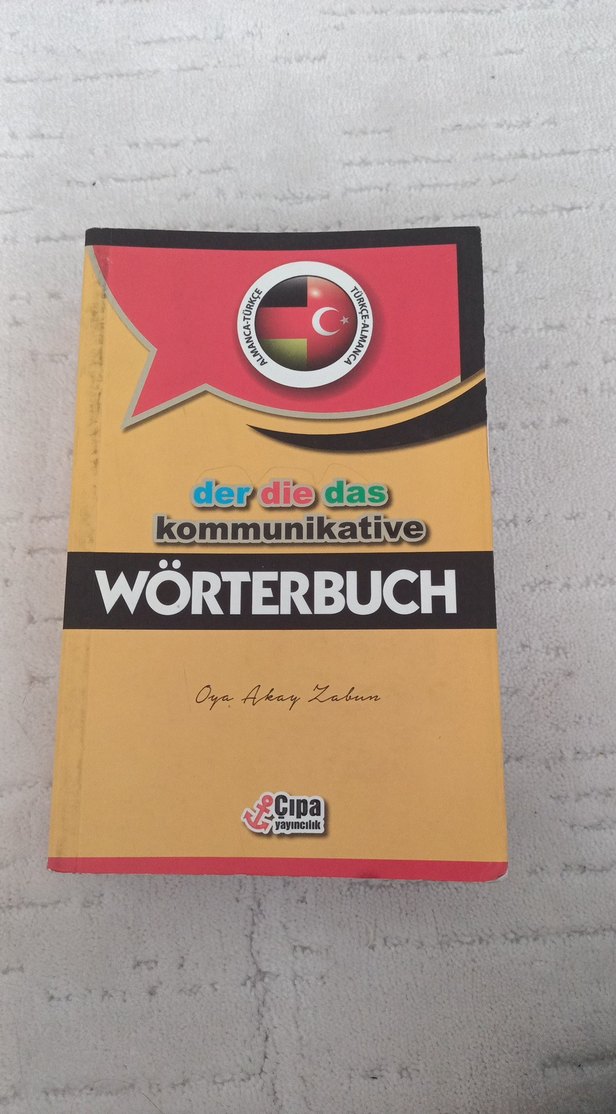 ALMANCA-TÜRKÇE
TÜRKÇE-ALMANCA
der die das
kommunikative
WÖRTERBUCH
Oya Akay Zabun
Çıpa
yayıncılık